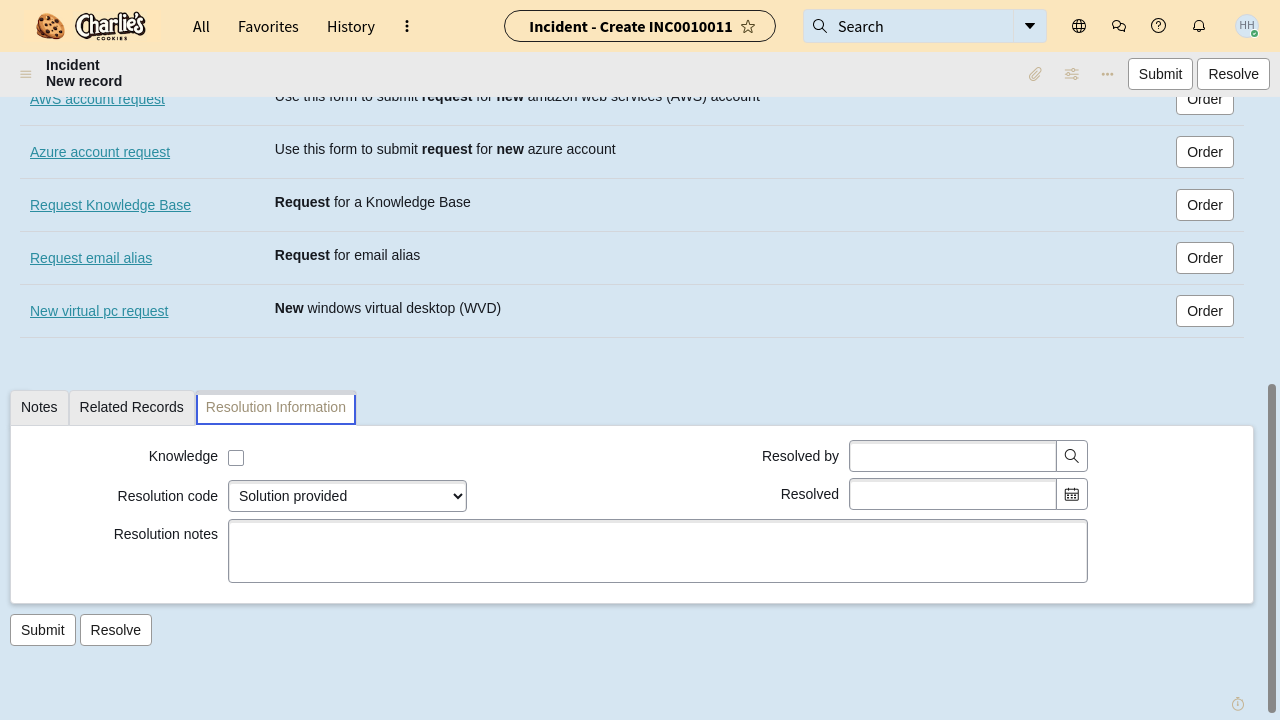 Charlie's
COOKIES
All
Favorites
History
Incident - Create INC0010011
Search
HH
Incident
New record
Submit
Resolve
AWS account request
Use this form to submit request for new amazon web services (AWS) account
Order
Azure account request
Use this form to submit request for new azure account
Order
Request Knowledge Base
Request for a Knowledge Base
Order
Request email alias
Request for email alias
Order
New virtual pc request
New windows virtual desktop (WVD)
Order
Notes
Related Records
Resolution Information
Knowledge
Resolved by
Resolution code
Solution provided
Resolved
Resolution notes
Submit
Resolve